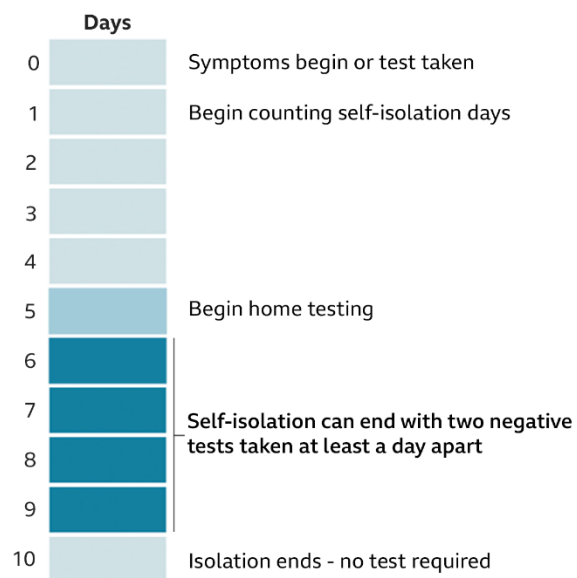 Days
0 Symptoms begin or test taken
1 Begin counting self-isolation days
2
3
4
5 Begin home testing
6
7
Self-isolation can end with two negative
tests taken at least a day apart
8
9
10 Isolation ends - no test required